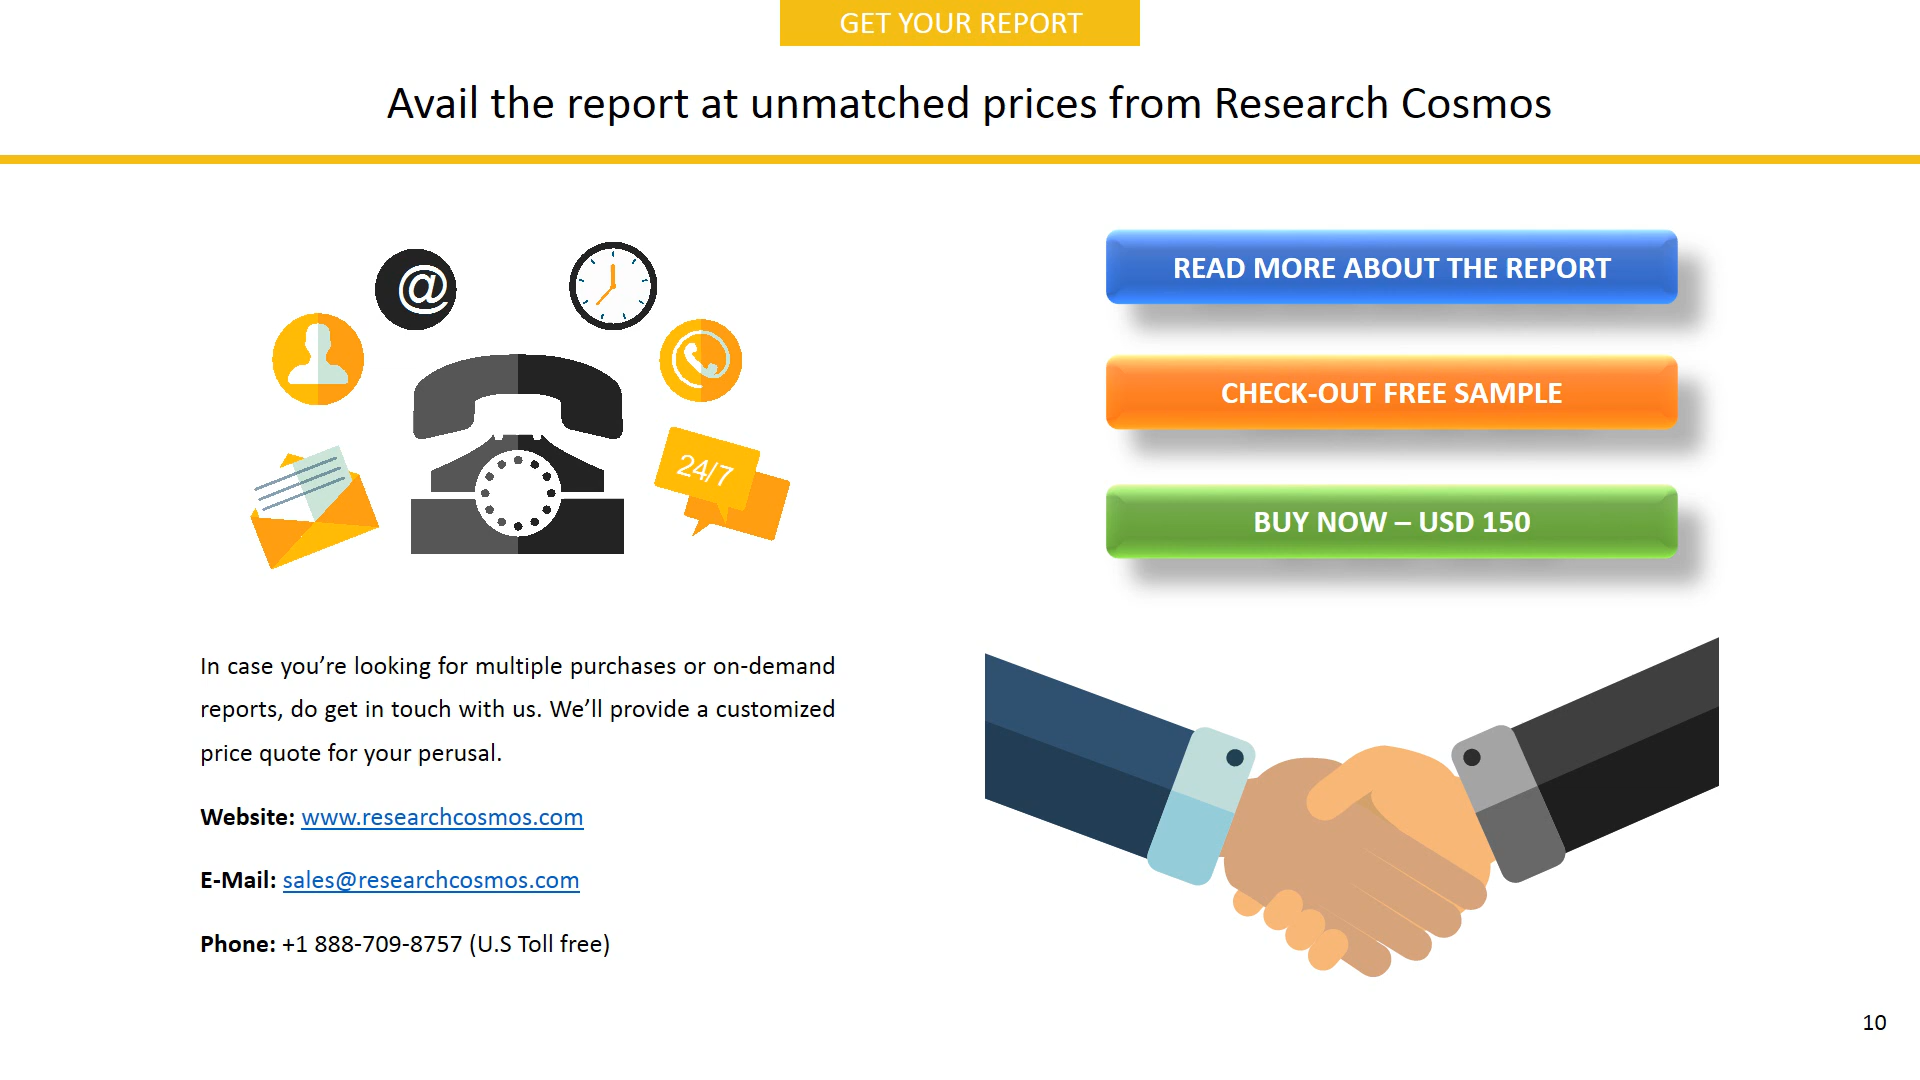 GET YOUR REPORT
Avail the report at unmatched prices from Research Cosmos
@
24/7
READ MORE ABOUT THE REPORT
CHECK-OUT FREE SAMPLE
BUY NOW – USD 150
In case you’re looking for multiple purchases or on-demand
reports, do get in touch with us. We’ll provide a customized
price quote for your perusal.
Website: www.researchcosmos.com
E-Mail: sales@researchcosmos.com
Phone: +1 888-709-8757 (U.S Toll free)
10